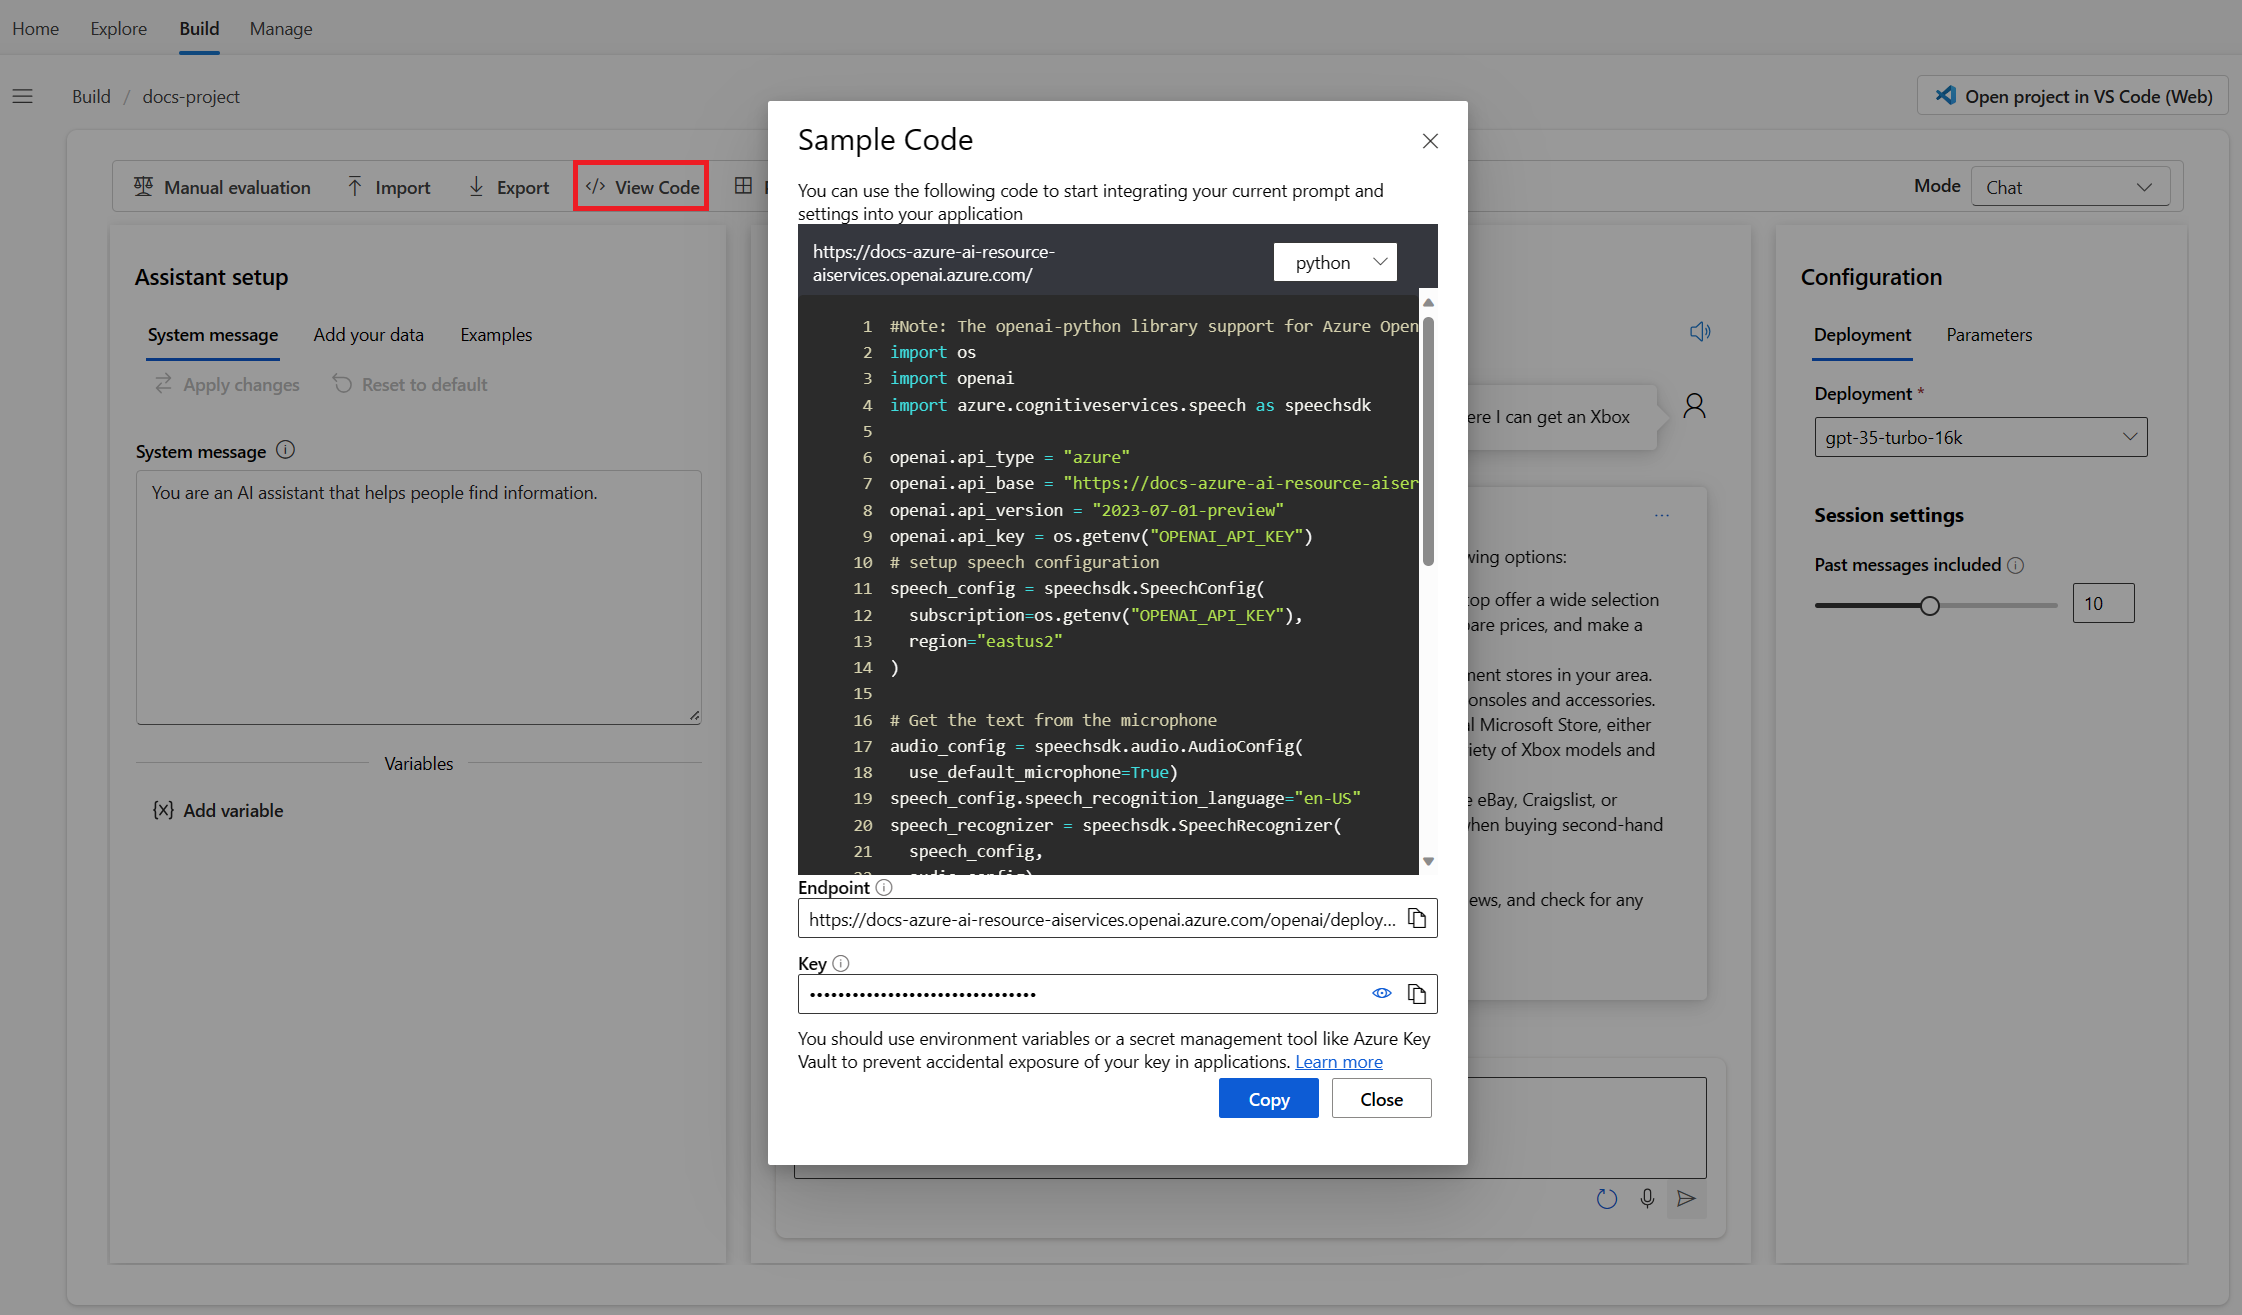 Home Explore Build Manage
Build / docs-project
Open project in VS Code (Web)
Manual evaluation Import Export </> View Code
Mode Chat
Assistant setup
System message Add your data Examples
Apply changes Reset to default
System message
You are an AI assistant that helps people find information.
Variables
{x} Add variable
Sample Code
You can use the following code to start integrating your current prompt and
settings into your application
https://docs-azure-ai-resource-
aiservices.openai.azure.com/
python
1 #Note: The openai-python library support for Azure Open
2 import os
3 import openai
4 import azure.cognitiveservices.speech as speechsdk
5
6 openai.api_type = "azure"
7 openai.api_base = "https://docs-azure-ai-resource-aiser
8 openai.api_version = "2023-07-01-preview"
9 openai.api_key = os.getenv("OPENAI_API_KEY")
10 # setup speech configuration
11 speech_config = speechsdk.SpeechConfig(
12 subscription=os.getenv("OPENAI_API_KEY"),
13 region="eastus2"
14 )
15
16 # Get the text from the microphone
17 audio_config = speechsdk.audio.AudioConfig(
18 use_default_microphone=True)
19 speech_config.speech_recognition_language="en-US"
20 speech_recognizer = speechsdk.SpeechRecognizer(
21 speech_config,
Endpoint
https://docs-azure-ai-resource-aiservices.openai.azure.com/openai/deploy...
Key
••••••••••••••••••••••••••••••••
You should use environment variables or a secret management tool like Azure Key
Vault to prevent accidental exposure of your key in applications. Learn more
Copy Close
ere I can get an Xbox
wing options:
top offer a wide selection
are prices, and make a
ment stores in your area.
onsoles and accessories.
l Microsoft Store, either
iety of Xbox models and
e eBay, Craigslist, or
when buying second-hand
ews, and check for any
Configuration
Deployment Parameters
Deployment *
gpt-35-turbo-16k
Session settings
Past messages included
10